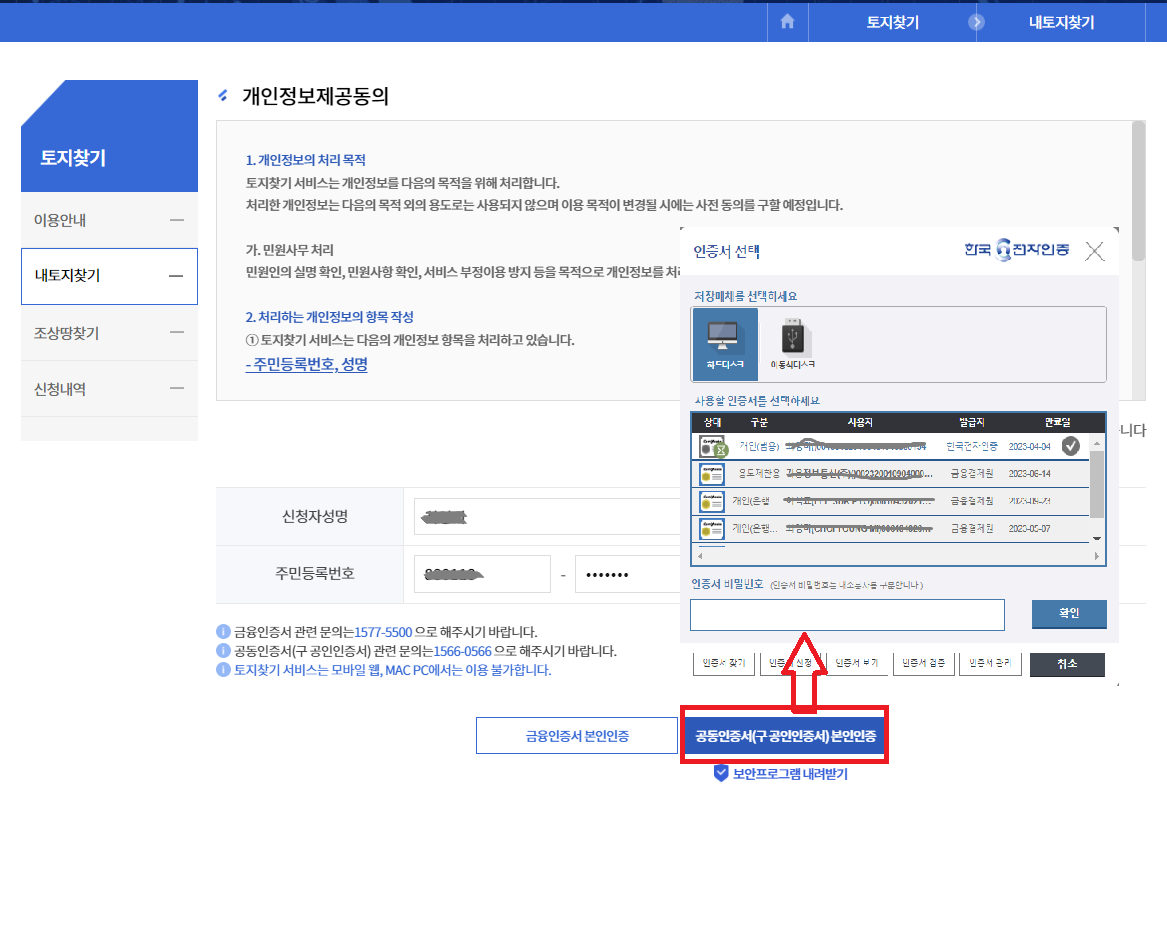 토지찾기
내토지찾기
토지찾기
이용안내
내토지찾기
조상땅찾기
신청내역
개인정보제공동의
1. 개인정보의 처리 목적
토지찾기 서비스는 개인정보를 다음의 목적을 위해 처리합니다.
처리한 개인정보는 다음의 목적 외의 용도로는 사용되지 않으며 이용 목적이 변경될 시에는 사전 동의를 구할 예정입니다.
가. 민원사무 처리
민원인의 실명 확인, 민원사항 확인, 서비스 부정이용 방지 등을 목적으로 개인정보를 처
2. 처리하는 개인정보의 항목 작성
① 토지찾기 서비스는 다음의 개인정보 항목을 처리하고 있습니다.
- 주민등록번호, 성명
니다
신청자성명
주민등록번호
-
•••••••
인증서 선택
한국전자인증
저장매체를 선택하세요
하드디스크
이동식디스크
사용할 인증서를 선택하세요
상태 구분 사용자 발급자 만료일
개인(범용) 한국전자인증 2023-04-04
용도제한용 금융결제원 2023-06-14
개인(은행 금융결제원 2023-09-23
개인(은행... 금융결제원 2023-05-07
인증서 비밀번호 (인증서 비밀번호는 대소문자를 구분합니다.)
확인
인증서 찾기
인증서 보기
인증서 검증
인증서 관리
취소
금융인증서 관련 문의는1577-5500 으로 해주시기 바랍니다.
공동인증서(구 공인인증서) 관련 문의는1566-0566 으로 해주시기 바랍니다.
토지찾기 서비스는 모바일 웹, MAC PC에서는 이용 불가합니다.
금융인증서 본인인증
공동인증서(구 공인인증서) 본인인증
보안프로그램 내려받기